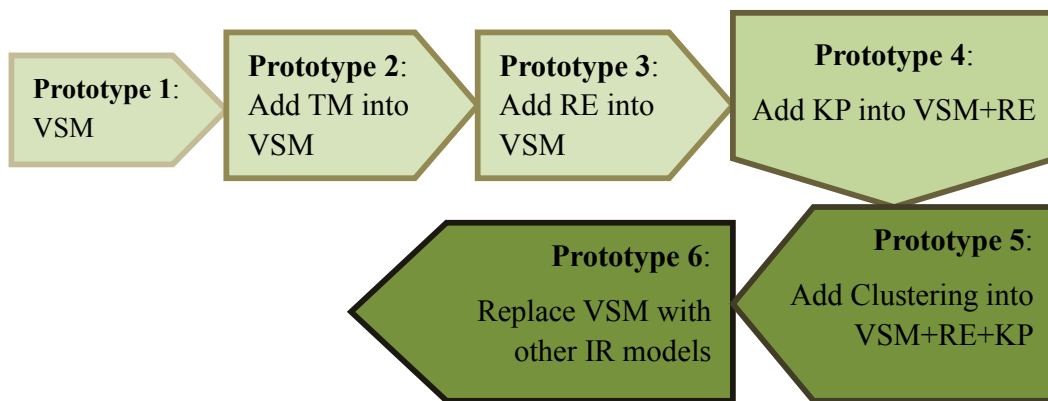 Prototype 1:
VSM
Prototype 2:
Add TM into
VSM
Prototype 3:
Add RE into
VSM
Prototype 4:
Add KP into VSM+RE
Prototype 5:
Add Clustering into
VSM+RE+KP
Prototype 6:
Replace VSM with
other IR models